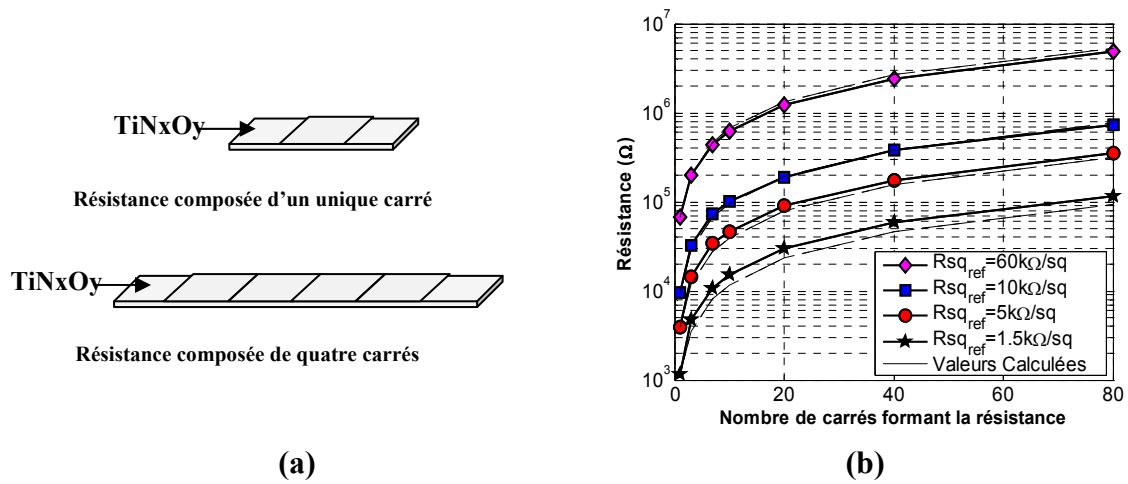 TiNxOy
Résistance composée d'un unique carré
TiNxOy
Résistance composée de quatre carrés
(a)
Résistance (Ω)
10^7
10^6
10^5
10^4
10^3
0
20
40
60
80
Rsq_ref=60kΩ/sq
Rsq_ref=10kΩ/sq
Rsq_ref=5kΩ/sq
Rsq_ref=1.5kΩ/sq
Valeurs Calculées
Nombre de carrés formant la résistance
(b)